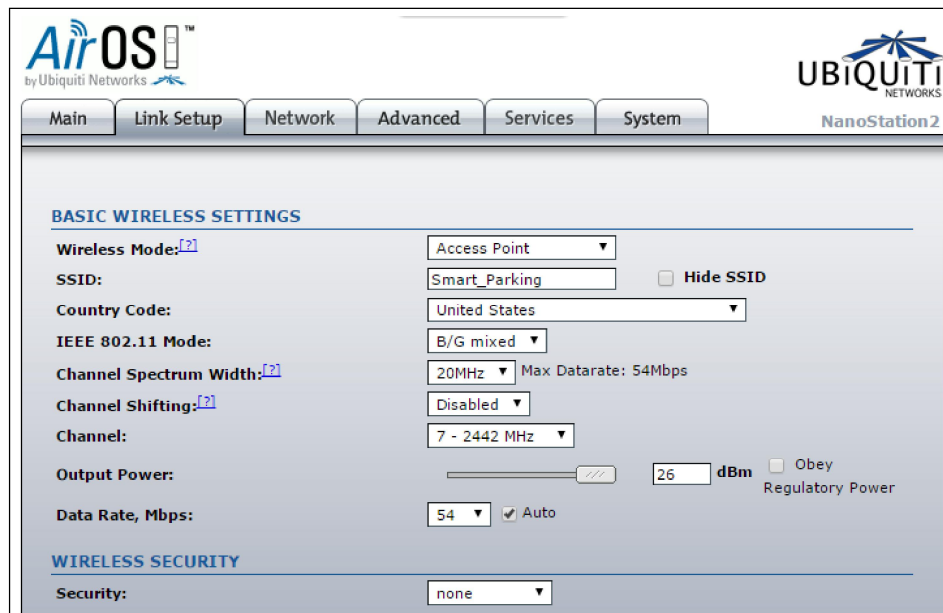 AirOS ™
by Ubiquiti Networks
UBiQUiTi
NETWORKS
Main Link Setup Network Advanced Services System
NanoStation2
BASIC WIRELESS SETTINGS
Wireless Mode:[?] Access Point
SSID: Smart_Parking Hide SSID
Country Code: United States
IEEE 802.11 Mode: B/G mixed
Channel Spectrum Width:[?] 20MHz Max Datarate: 54Mbps
Channel Shifting:[?] Disabled
Channel: 7 - 2442 MHz
Output Power: 26 dBm Obey
Regulatory Power
Data Rate, Mbps: 54 Auto
WIRELESS SECURITY
Security: none